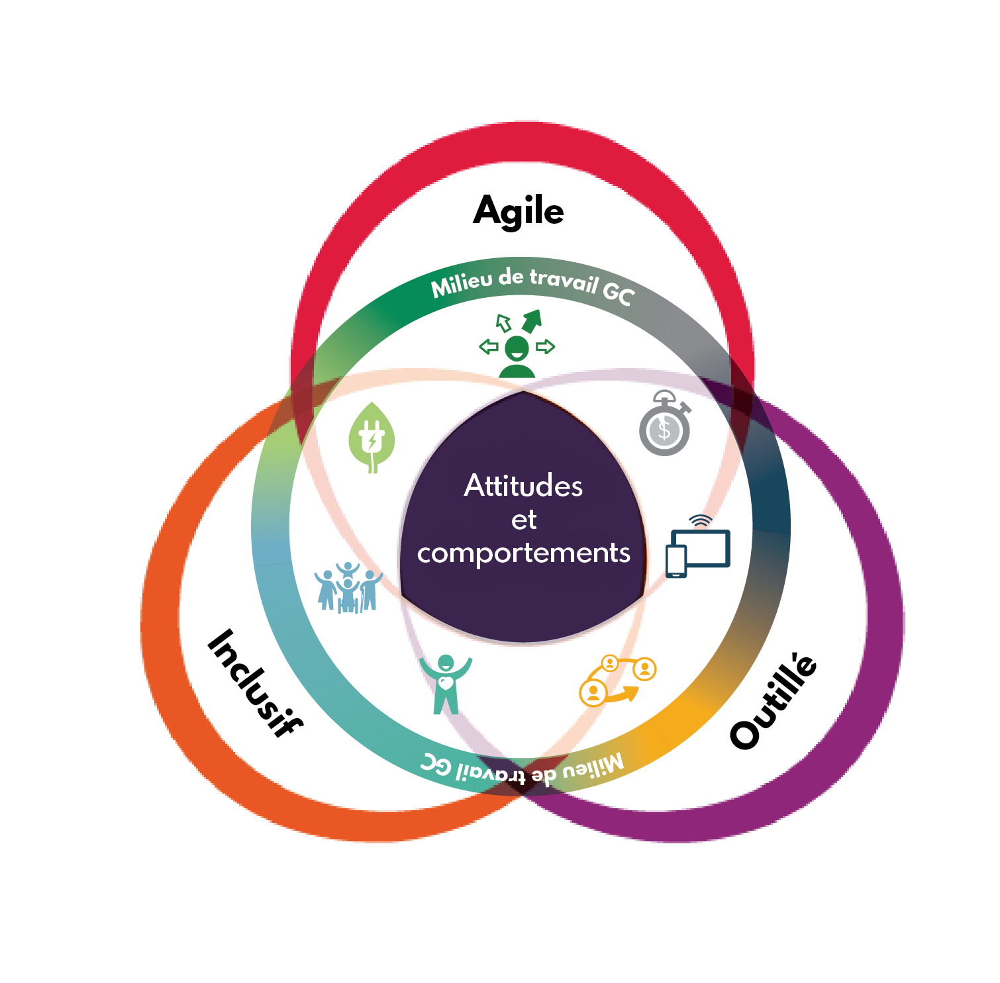 Agile
Milieu de travail GC
$
Attitudes
et
comportements
Inclusif
Outillé
Milieu de travail GC